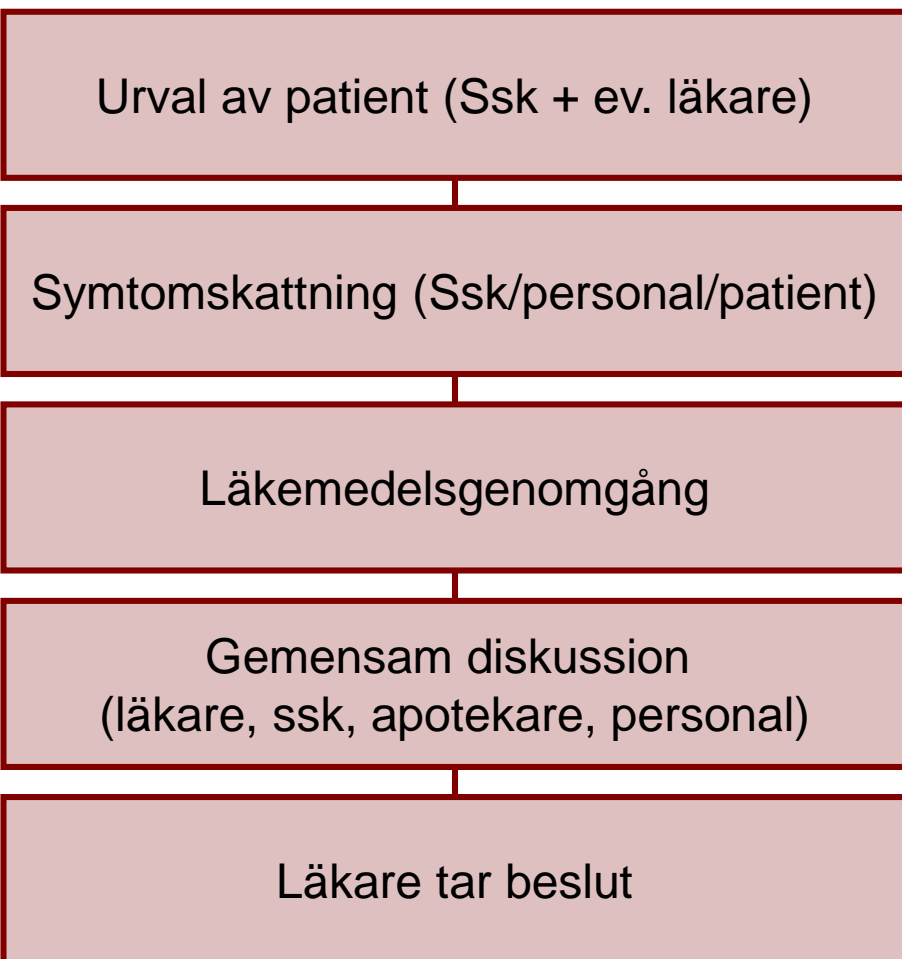 Urval av patient (Ssk + ev. läkare)
Symtomskattning (Ssk/personal/patient)
Läkemedelsgenomgång
Gemensam diskussion
(läkare, ssk, apotekare, personal)
Läkare tar beslut